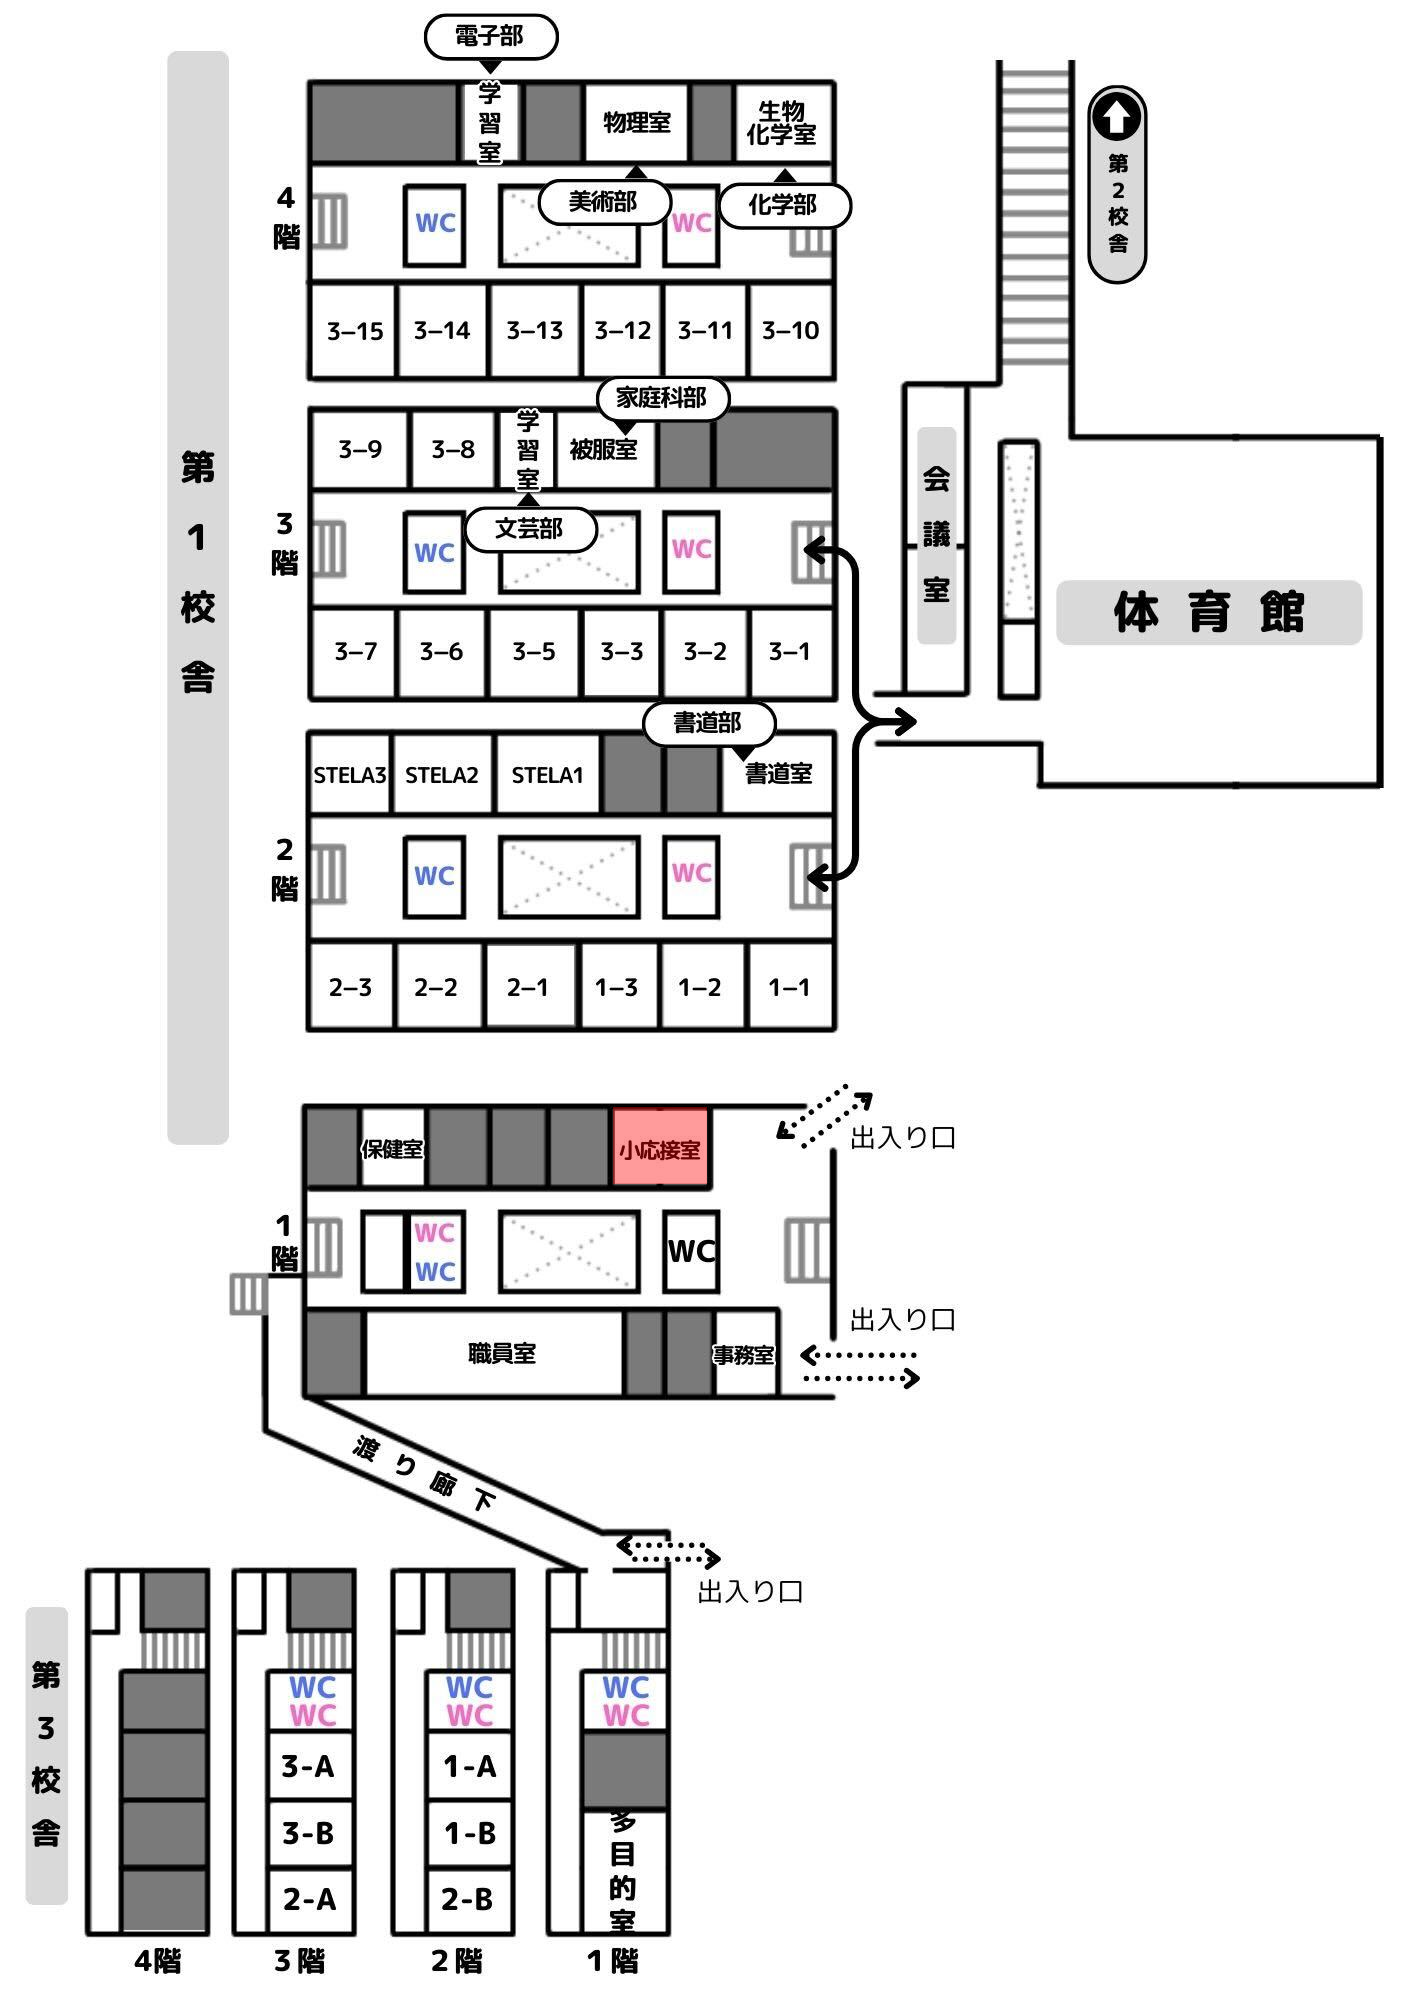 電子部
学習室
物理室
生物
化学室
美術部
化学部
4階
WC
WC
3–15
3–14
3–13
3–12
3–11
3–10
第2校舎
第1校舎
家庭科部
3–9
3–8
学習室
被服室
文芸部
3階
WC
WC
3–7
3–6
3–5
3–3
3–2
3–1
会議室
体育館
書道部
STELA3
STELA2
STELA1
書道室
2階
WC
WC
2–3
2–2
2–1
1–3
1–2
1–1
保健室
小応接室
出入り口
1階
WC
WC
WC
職員室
事務室
出入り口
渡り廊下
出入り口
第3校舎
WC
WC
3-A
3-B
2-A
WC
WC
1-A
1-B
2-B
WC
WC
多目的室
4階
3階
2階
1階